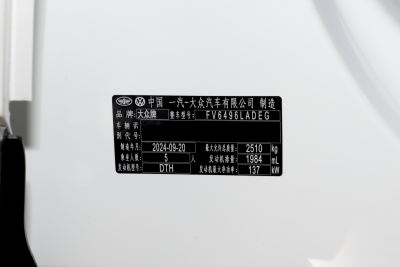 中国 一汽-大众汽车有限公司 制造
品牌 大众牌 整车型号 FV6496LADEG
车辆识
制造年月 2024-09-20 最大允许总质量 2510 kg
乘坐人数 5 人 发动机排量 1984 mL
发动机型号 DTH 发动机最大净功率 137 kW